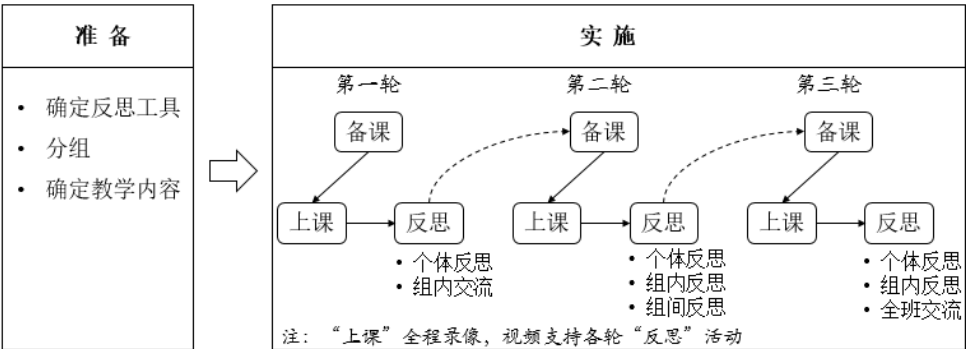 准 备
• 确定反思工具
• 分组
• 确定教学内容
实 施
第一轮
备课
上课
反思
• 个体反思
• 组内交流
第二轮
备课
上课
反思
• 个体反思
• 组内反思
• 组间反思
第三轮
备课
上课
反思
• 个体反思
• 组内反思
• 全班交流
注：“上课”全程录像，视频支持各轮“反思”活动